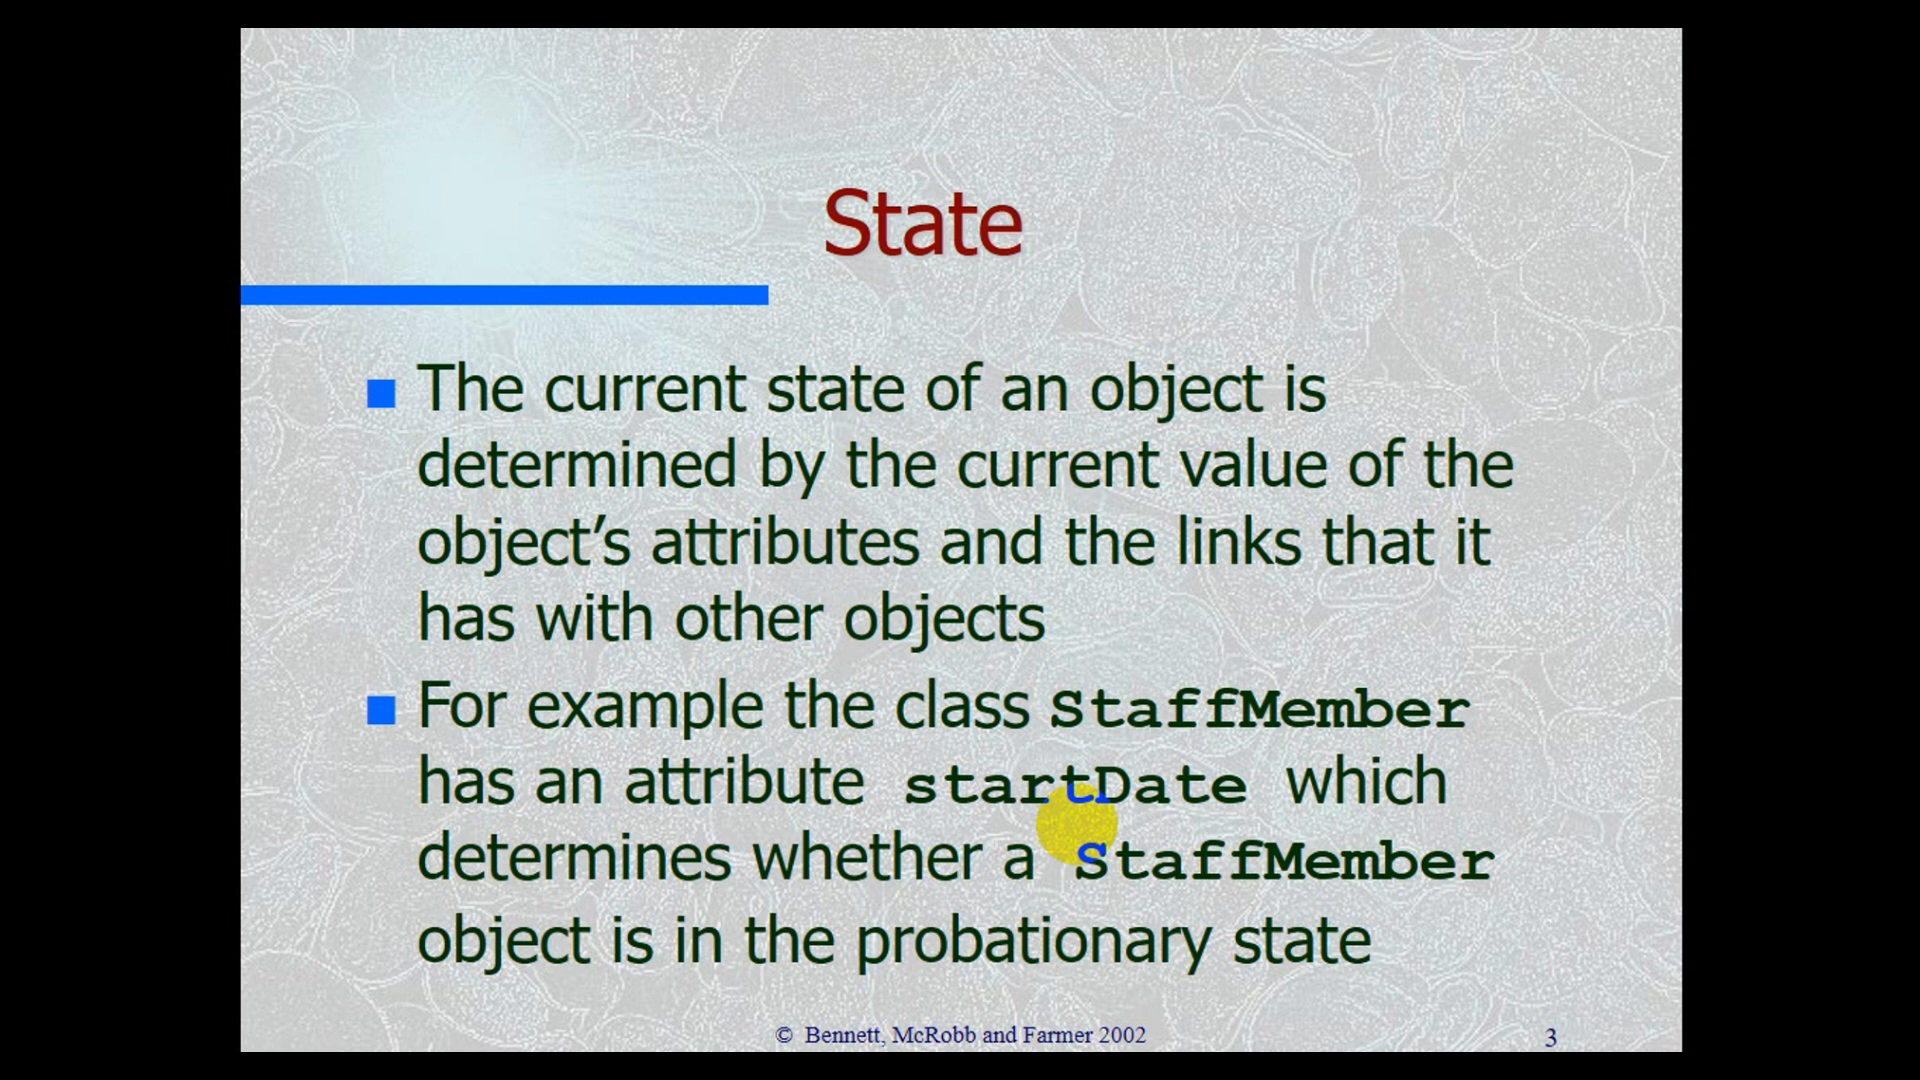 State
The current state of an object is
determined by the current value of the
object’s attributes and the links that it
has with other objects
For example the class StaffMember
has an attribute startDate which
determines whether a StaffMember
object is in the probationary state
© Bennett, McRobb and Farmer 2002
3